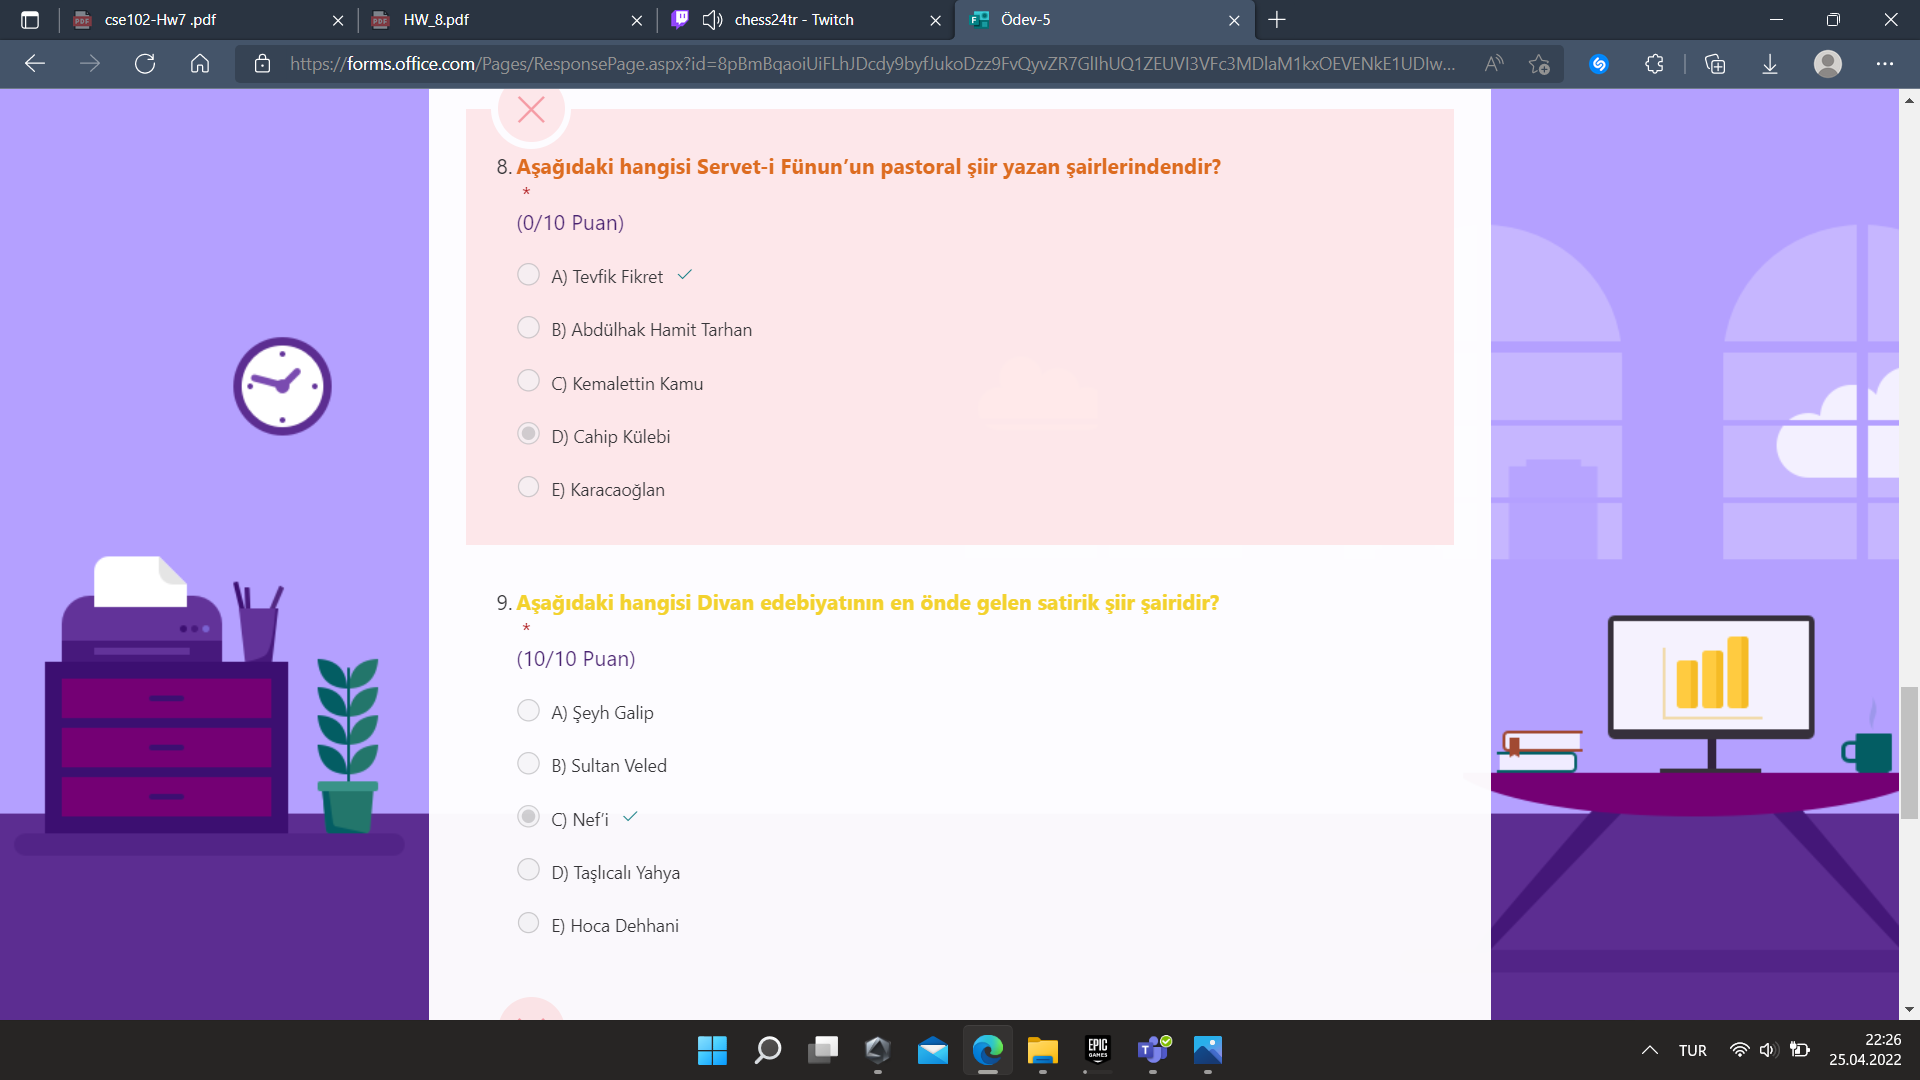 cse102-Hw7 .pdf
HW_8.pdf
chess24tr - Twitch
Ödev-5
https://forms.office.com/Pages/ResponsePage.aspx?id=8pBmBqaoiUiFLhJDcdy9byfJukoDzz9FvQyvZR7GlIhUQ1ZEUVI3VFc3MDlaM1kxOEVENkE1UDIw...
8. Aşağıdaki hangisi Servet-i Fünun’un pastoral şiir yazan şairlerindendir?
*
(0/10 Puan)
A) Tevfik Fikret
B) Abdülhak Hamit Tarhan
C) Kemalettin Kamu
D) Cahip Külebi
E) Karacaoğlan
9. Aşağıdaki hangisi Divan edebiyatının en önde gelen satirik şiir şairidir?
*
(10/10 Puan)
A) Şeyh Galip
B) Sultan Veled
C) Nef’i
D) Taşlıcalı Yahya
E) Hoca Dehhani
EPIC
GAMES
TUR
22:26
25.04.2022